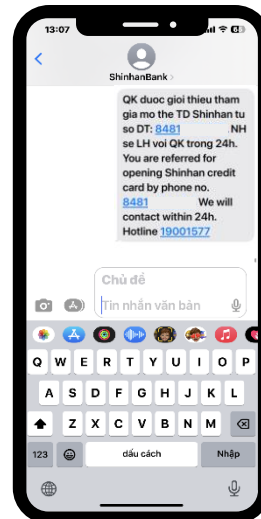 13:07
ShinhanBank
QK duoc gioi thieu tham
gia mo the TD Shinhan tu
so DT: 8481 .NH
se LH voi QK trong 24h.
You are referred for
opening Shinhan credit
card by phone no.
8481 We will
contact within 24h.
Hotline 19001577
Chủ đề
Tin nhắn văn bản
Q W E R T Y U I O P
A S D F G H J K L
Z X C V B N M
123 dấu cách Nhập